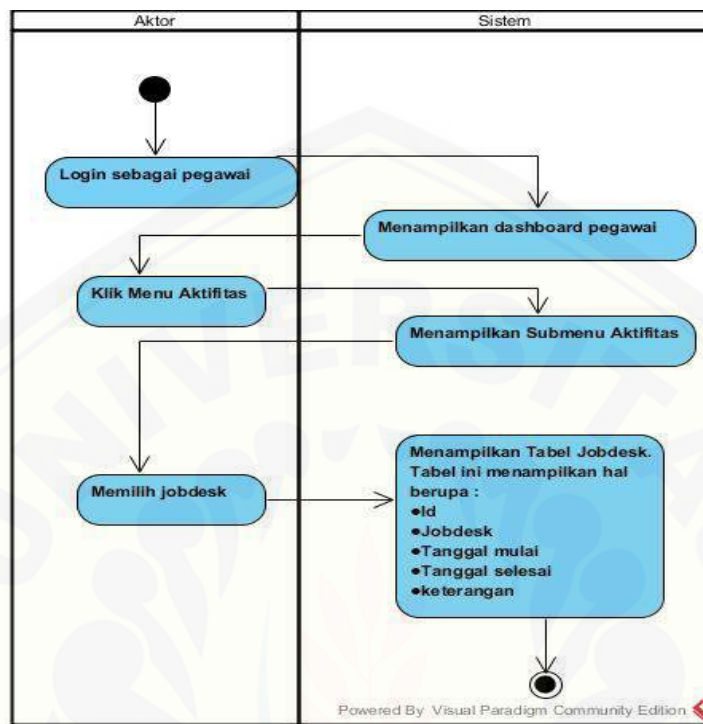 Aktor
Sistem
Login sebagai pegawai
Menampilkan dashboard pegawai
Klik Menu Aktifitas
Menampilkan Submenu Aktifitas
Memilih jobdesk
Menampilkan Tabel Jobdesk.
Tabel ini menampilkan hal
berupa :
●Id
●Jobdesk
●Tanggal mulai
●Tanggal selesai
●keterangan
Powered By Visual Paradigm Community Edition